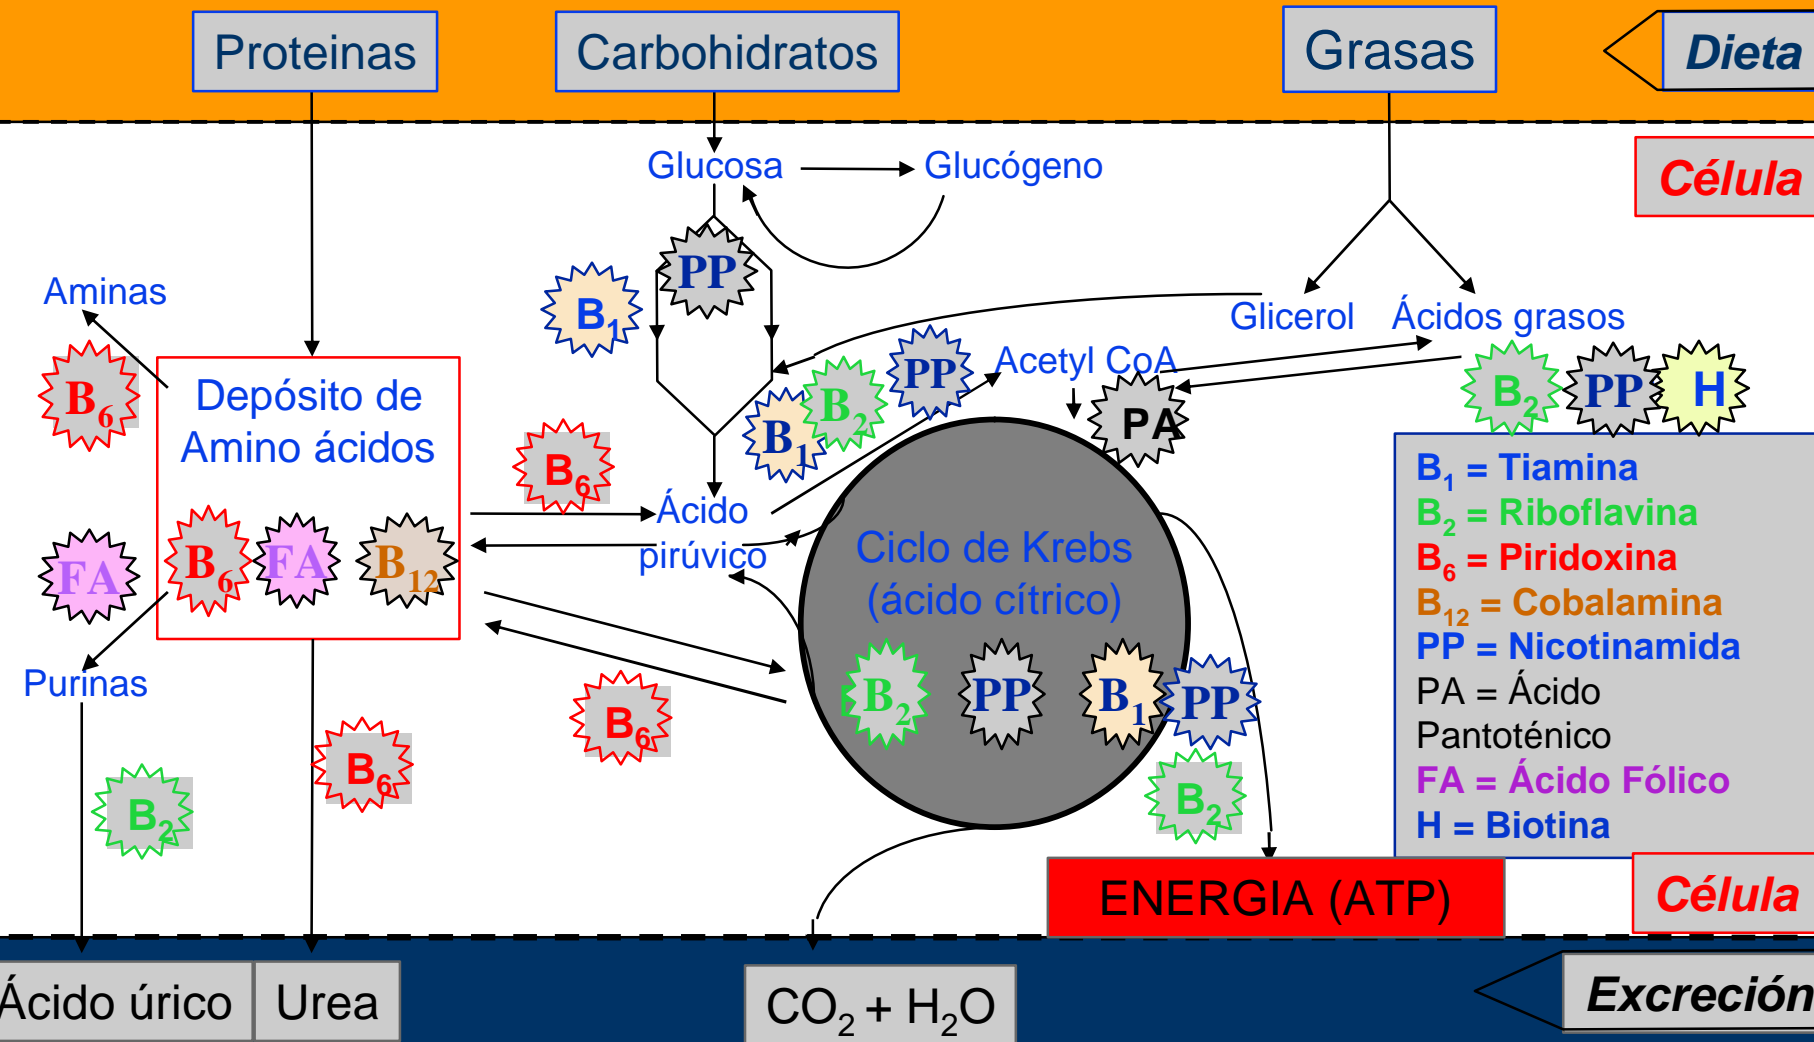 Proteinas
Carbohidratos
Grasas
Dieta
Célula
Glucosa
Glucógeno
PP
B1
Aminas
B6
Glicerol
Ácidos grasos
B2
PP
H
Acetyl CoA
PP
B2
B1
PA
Depósito de
Amino ácidos
B6
FA
B12
B6
FA
Ácido
pirúvico
Ciclo de Krebs
(ácido cítrico)
B2
PP
B1
PP
B2
B6
Purinas
B2
B6
B1 = Tiamina
B2 = Riboflavina
B6 = Piridoxina
B12 = Cobalamina
PP = Nicotinamida
PA = Ácido
Pantoténico
FA = Ácido Fólico
H = Biotina
ENERGIA (ATP)
Célula
Ácido úrico
Urea
CO2 + H2O
Excreción